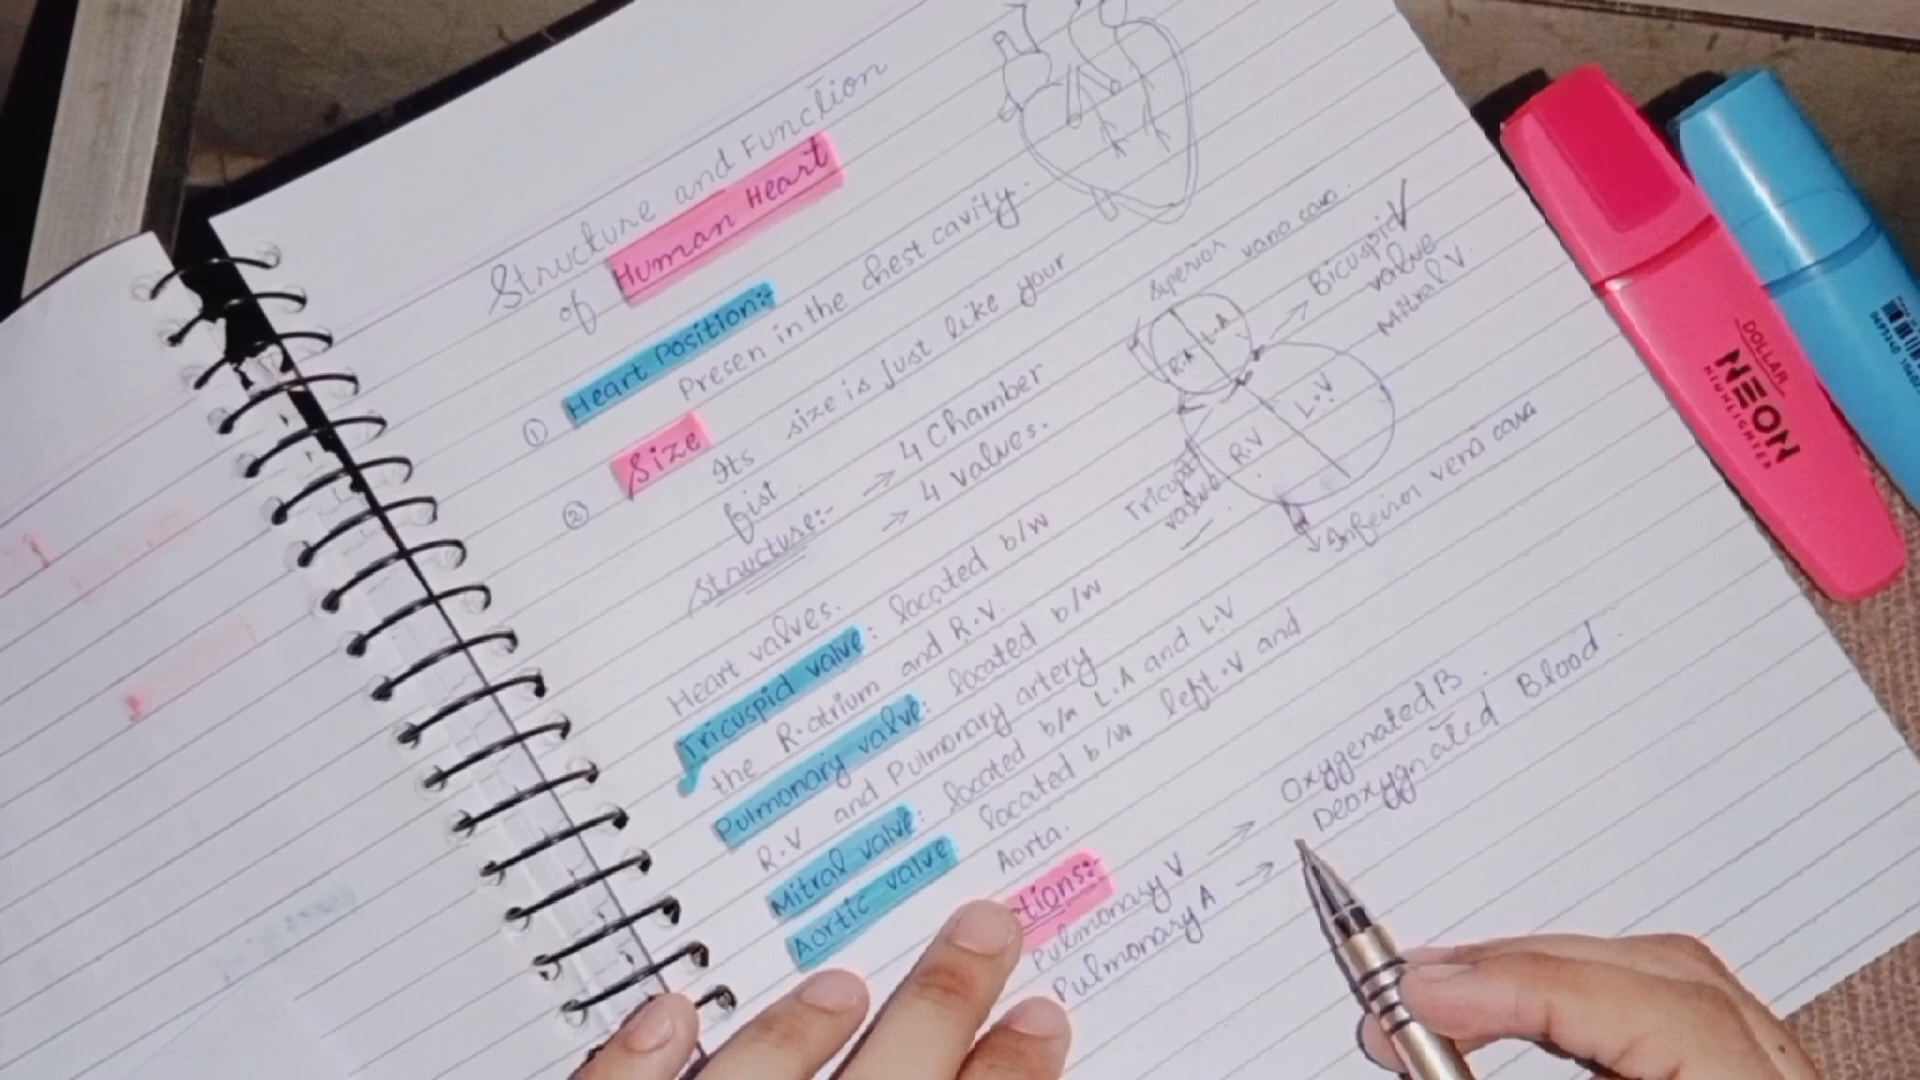 Structure and Function
of Human Heart
① Heart Position:-
Presen in the chest cavity.
② Size
Its size is just like your
fist.
Structure:- → 4 Chamber
→ 4 valves.
Heart valves.
Tricuspid valve: located b/w
the R.atrium and R.V.
Pulmonary valve: located b/w
R.V and Pulmonary artery
Mitral valve: located b/n L.A and L.V
Aortic valve located b/w left.V and
Aorta.
ctions:-
Pulmonary V → Oxygenated B.
Pulmonary A → Deoxygnated Blood.
Superior vana cava.
R.A
L.A
→ Bicuspid
valve
Mitral V.
R.V
L.V
Tricuspid
valve
Infeiror vena cava
DOLLAR
NEON
HIGHLIGHTER